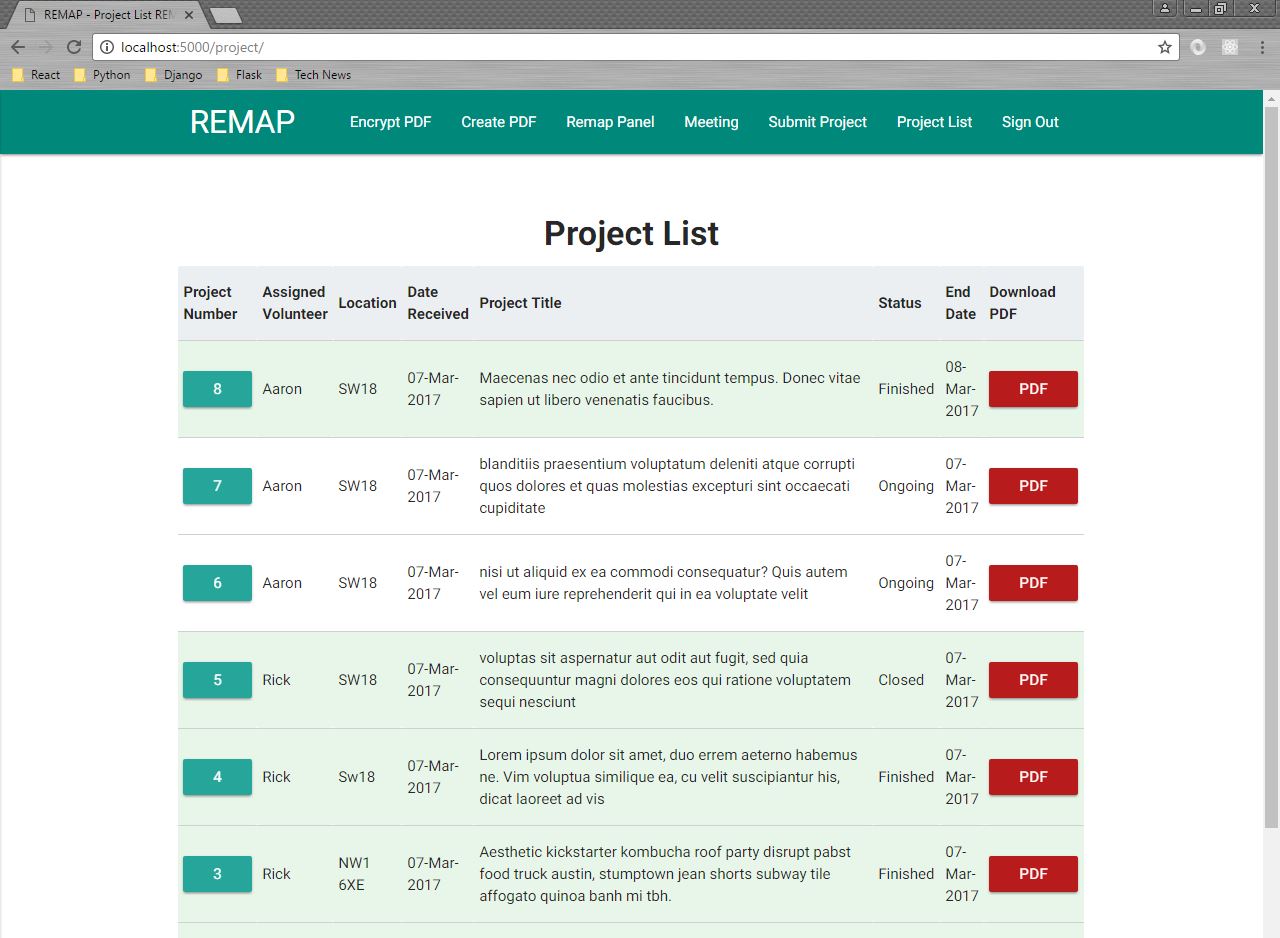 REMAP - Project List REM
localhost:5000/project/
React Python Django Flask Tech News
REMAP Encrypt PDF Create PDF Remap Panel Meeting Submit Project Project List Sign Out
Project List
Project Number Assigned Volunteer Location Date Received Project Title Status End Date Download PDF
8 Aaron SW18 07-Mar-2017 Maecenas nec odio et ante tincidunt tempus. Donec vitae sapien ut libero venenatis faucibus. Finished 08-Mar-2017 PDF
7 Aaron SW18 07-Mar-2017 blanditiis praesentium voluptatum deleniti atque corrupti quos dolores et quas molestias excepturi sint occaecati cupiditate Ongoing 07-Mar-2017 PDF
6 Aaron SW18 07-Mar-2017 nisi ut aliquid ex ea commodi consequatur? Quis autem vel eum iure reprehenderit qui in ea voluptate velit Ongoing 07-Mar-2017 PDF
5 Rick SW18 07-Mar-2017 voluptas sit aspernatur aut odit aut fugit, sed quia consequuntur magni dolores eos qui ratione voluptatem sequi nesciunt Closed 07-Mar-2017 PDF
4 Rick Sw18 07-Mar-2017 Lorem ipsum dolor sit amet, duo errem aeterno habemus ne. Vim voluptua similique ea, cu velit suscipiantur his, dicat laoreet ad vis Finished 07-Mar-2017 PDF
3 Rick NW1 6XE 07-Mar-2017 Aesthetic kickstarter kombucha roof party disrupt pabst food truck austin, stumptown jean shorts subway tile affogato quinoa banh mi tbh. Finished 07-Mar-2017 PDF